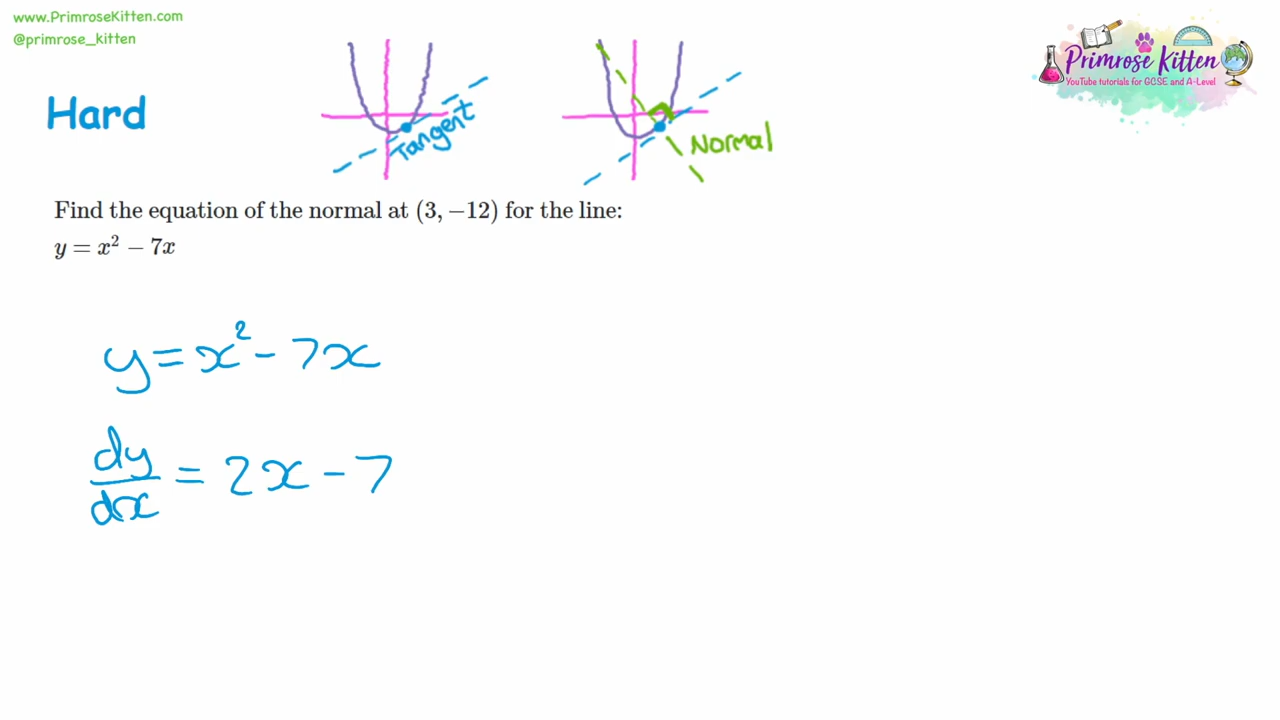 www.PrimroseKitten.com
@primrose_kitten
Primrose Kitten
YouTube tutorials for GCSE and A-Level
Hard
Tangent
Normal
Find the equation of the normal at (3, −12) for the line:
y = x² − 7x
y = x² − 7x
dy/dx = 2x − 7